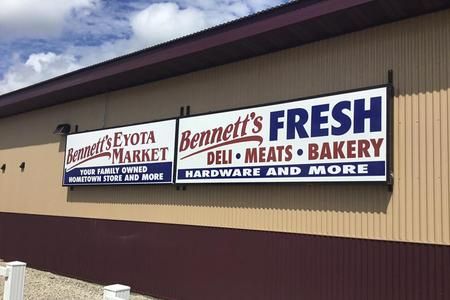 Bennett's EYOTA
MARKET
YOUR FAMILY OWNED
HOMETOWN STORE AND MORE
Bennett's FRESH
DELI • MEATS • BAKERY
HARDWARE AND MORE